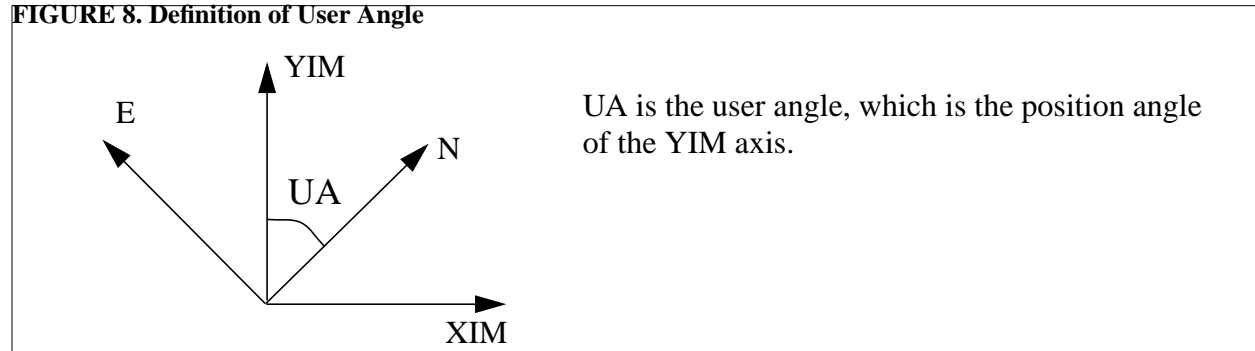 FIGURE 8. Definition of User Angle
YIM
E
N
UA
XIM
UA is the user angle, which is the position angle
of the YIM axis.